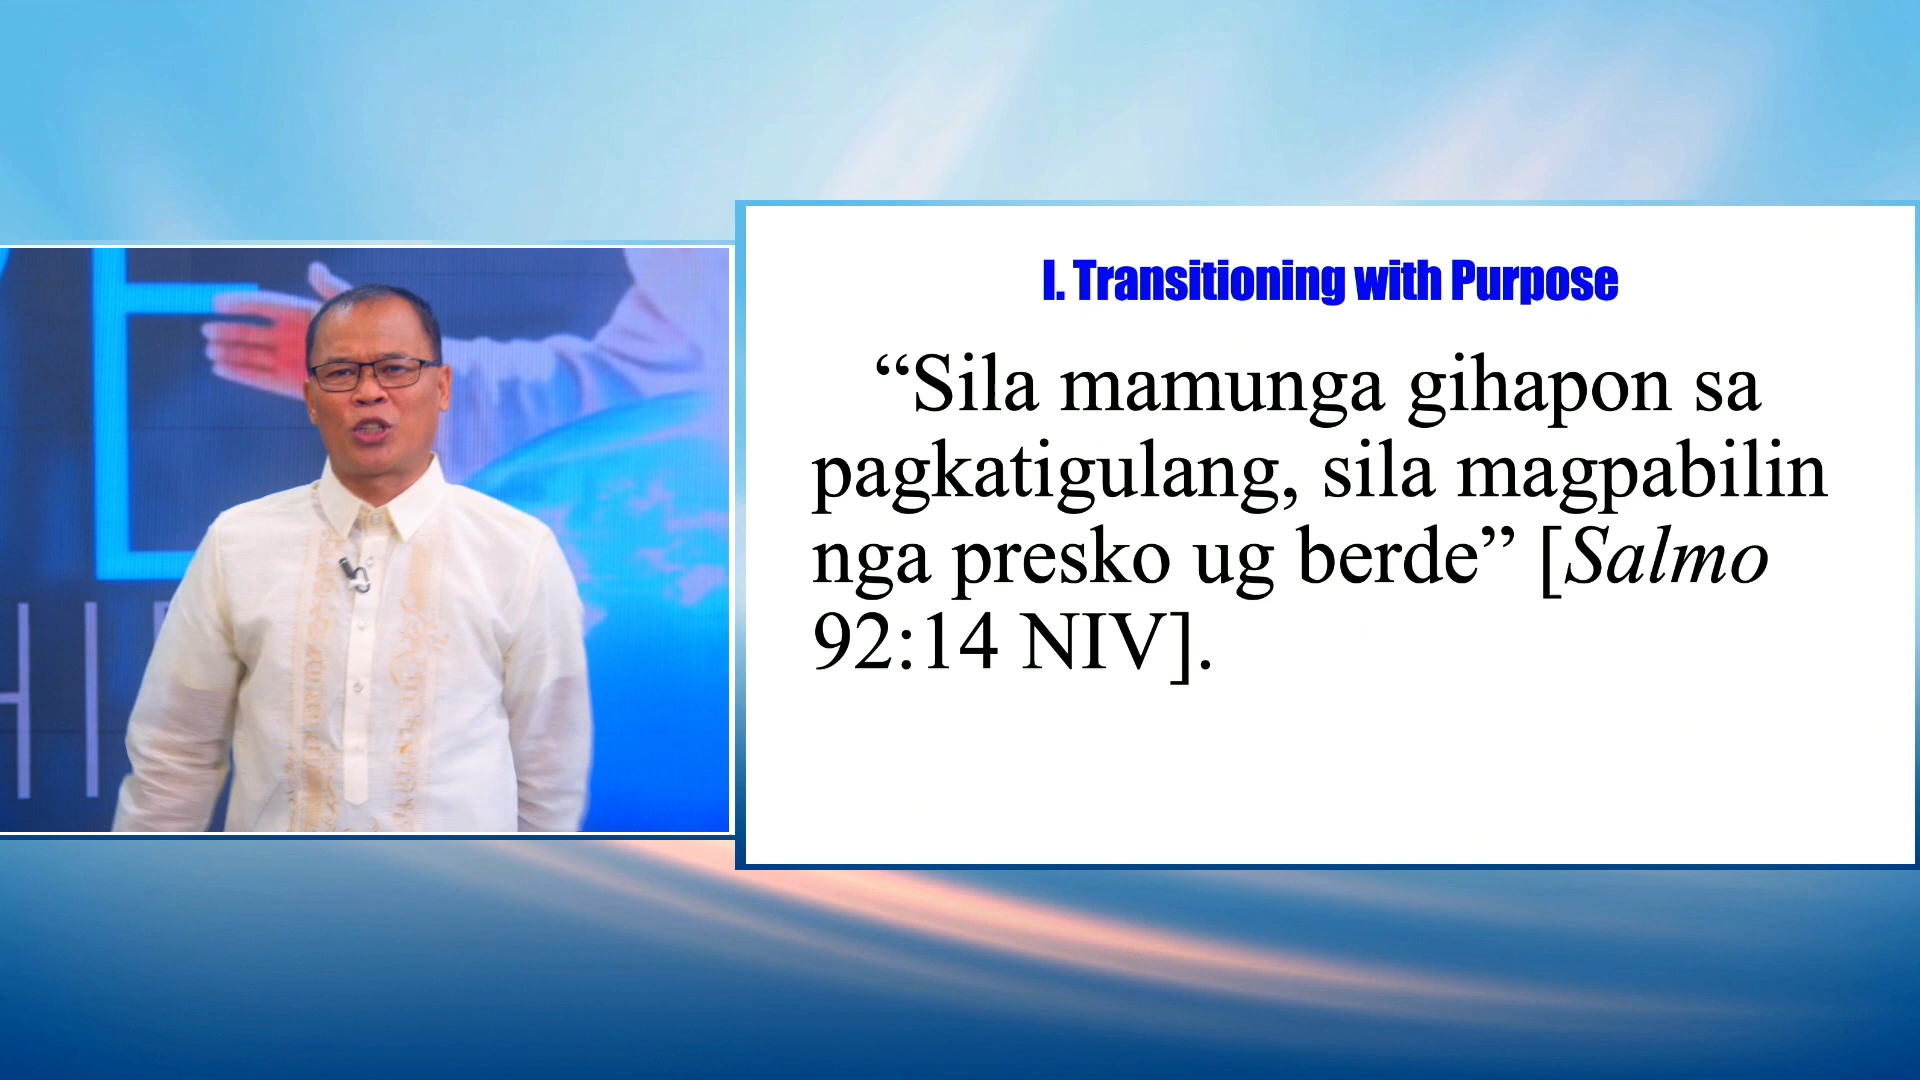 I. Transitioning with Purpose
“Sila mamunga gihapon sa
pagkatigulang, sila magpabilin
nga presko ug berde” [Salmo
92:14 NIV].